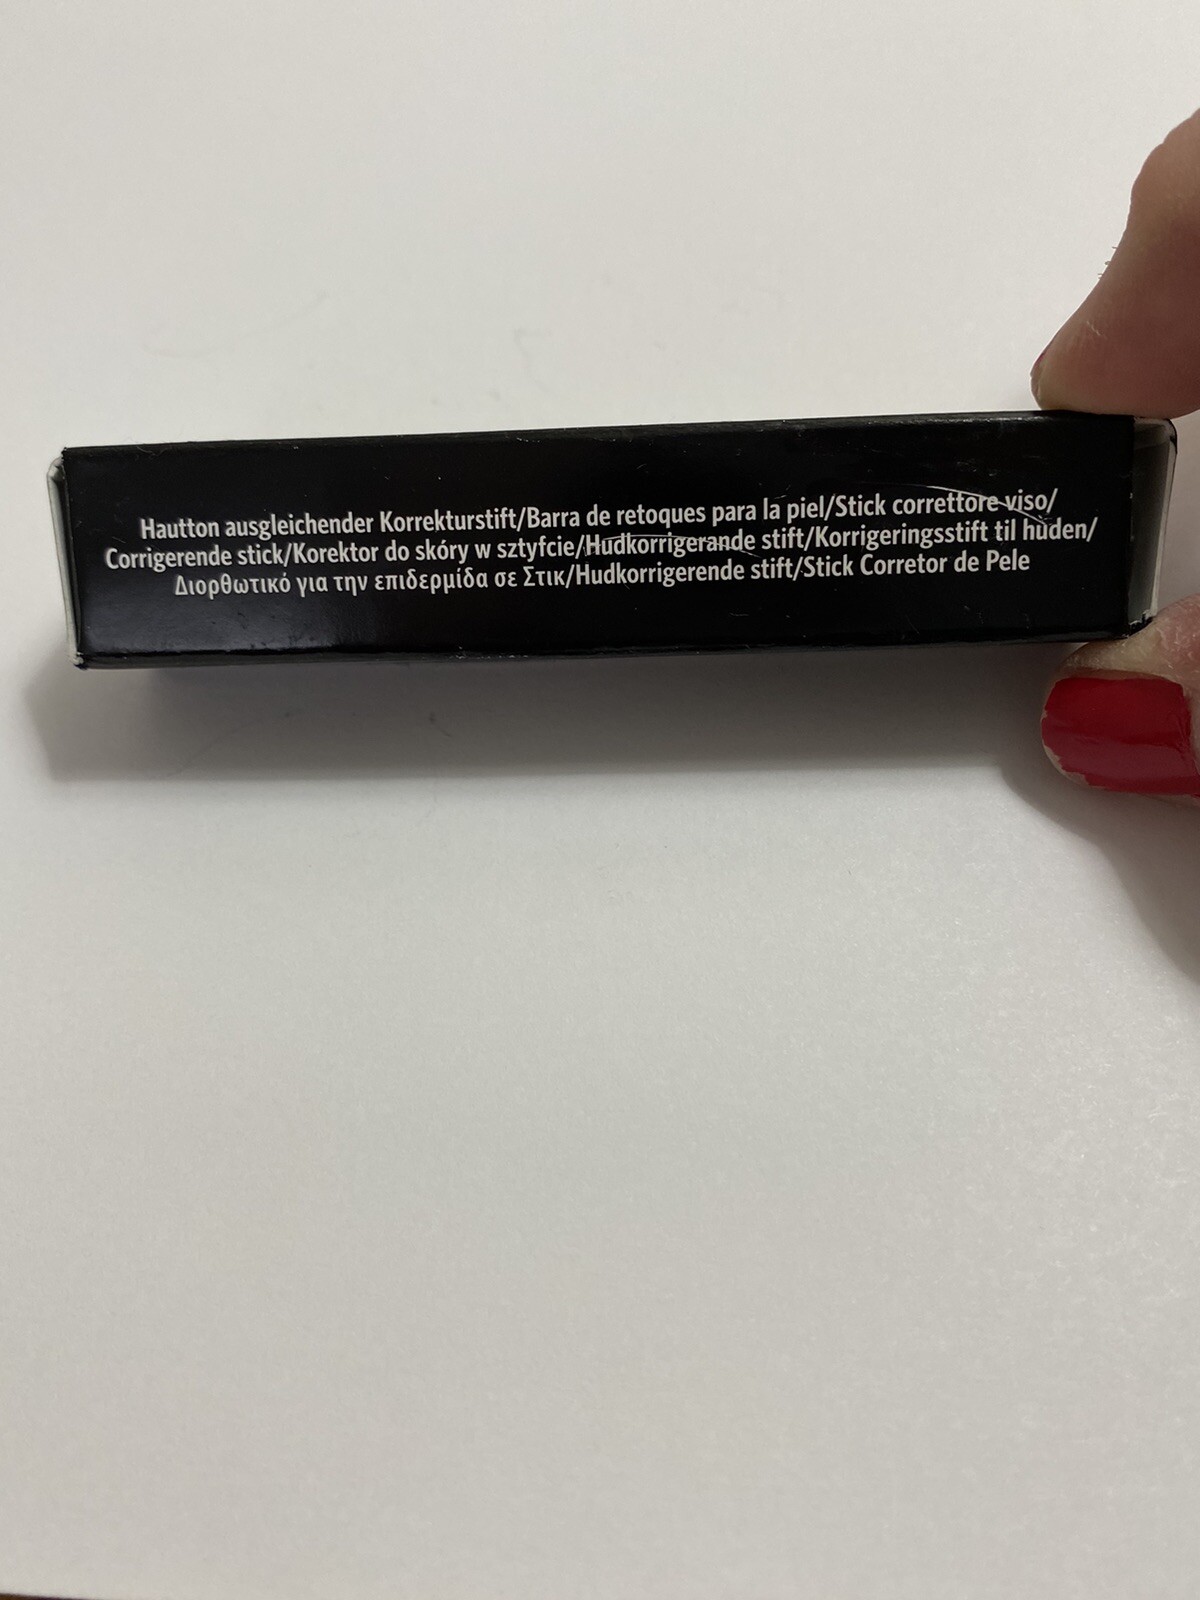 Hautton ausgleichender Korrekturstift/Barra de retoques para la piel/Stick correttore viso/
Corrigerende stick/Korektor do skóry w sztyfcie/Hudkorrigerande stift/Korrigeringsstift til huden/
Διορθωτικό για την επιδερμίδα σε Στικ/Hudkorrigerende stift/Stick Corretor de Pele